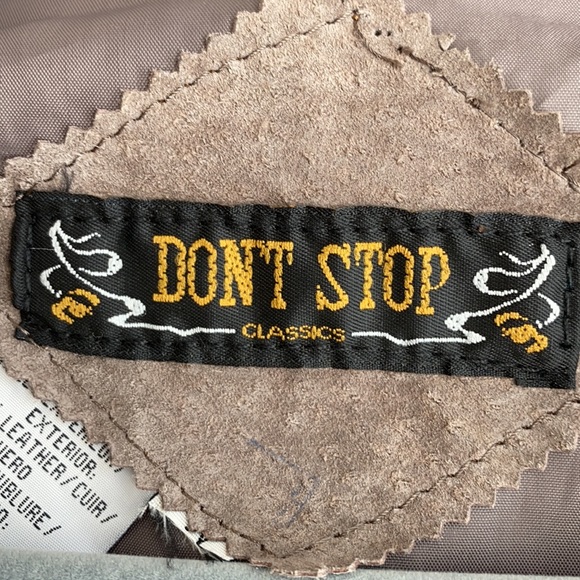 DON'T STOP
CLASSICS
EXTERIOR:
LEATHER/CUIR/